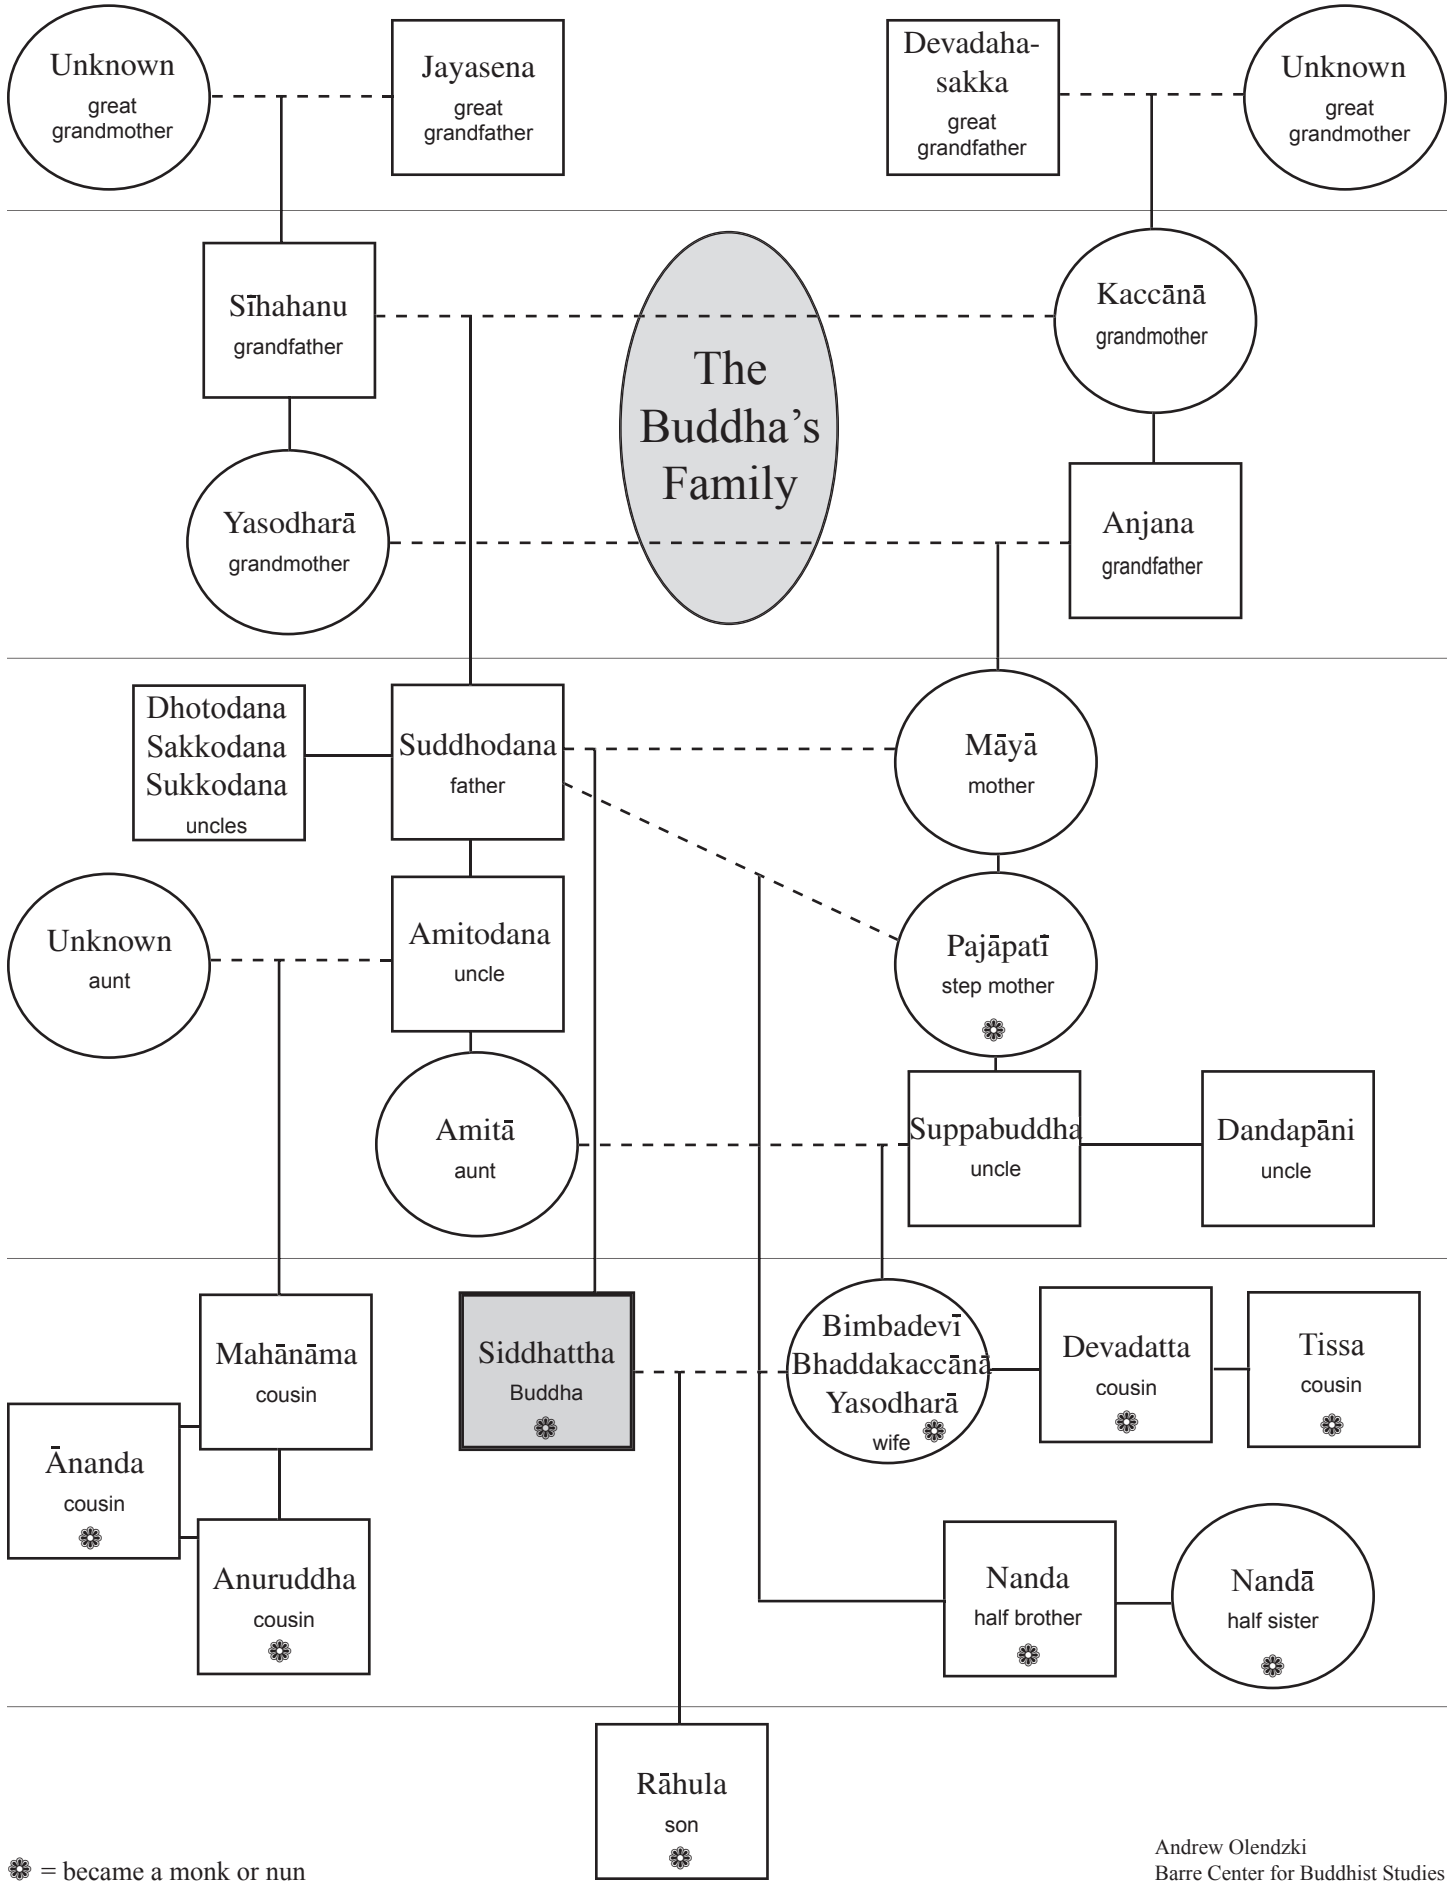 Unknown
great
grandmother
Jayasena
great
grandfather
Devadaha-
sakka
great
grandfather
Unknown
great
grandmother
Sīhahanu
grandfather
The
Buddha’s
Family
Kaccānā
grandmother
Yasodharā
grandmother
Anjana
grandfather
Dhotodana
Sakkodana
Sukkodana
uncles
Suddhodana
father
Māyā
mother
Unknown
aunt
Amitodana
uncle
Pajāpatī
step mother
Amitā
aunt
Suppabuddha
uncle
Dandapāni
uncle
Mahānāma
cousin
Siddhattha
Buddha
Bimbadevī
Bhaddakaccānā
Yasodharā
wife
Devadatta
cousin
Tissa
cousin
Ānanda
cousin
Anuruddha
cousin
Nanda
half brother
Nandā
half sister
Rāhula
son
= became a monk or nun
Andrew Olendzki
Barre Center for Buddhist Studies